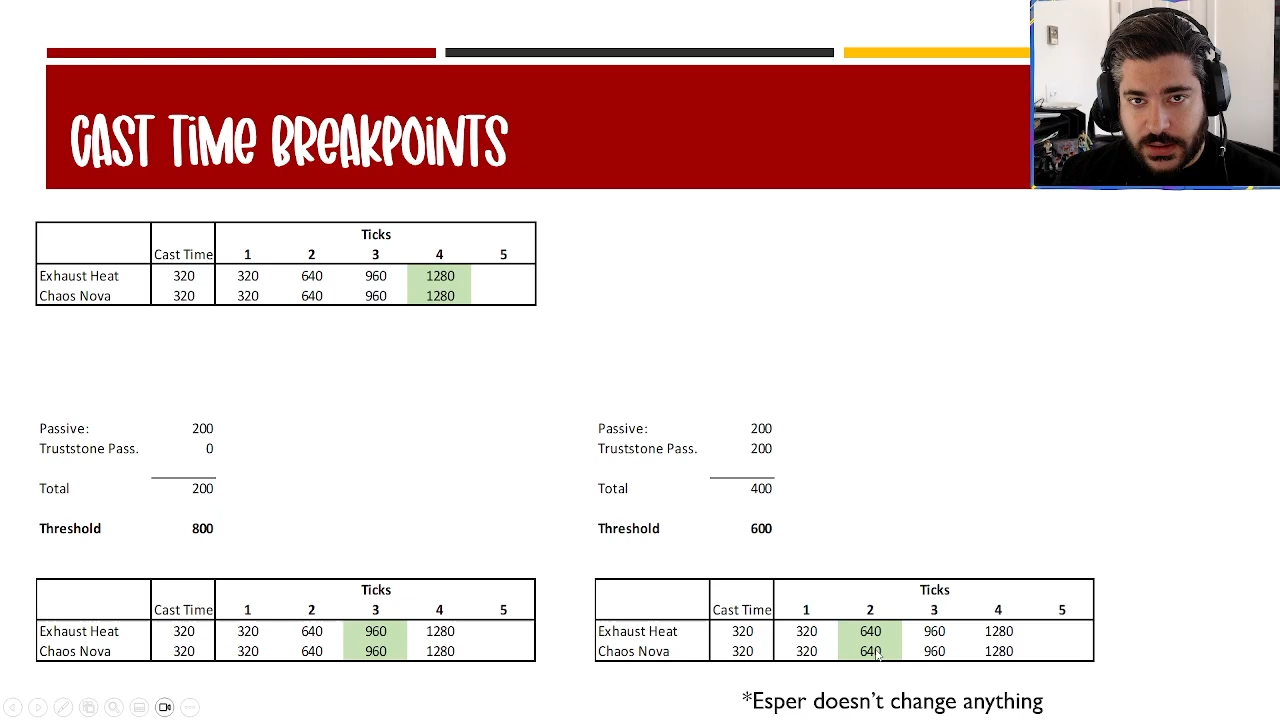 CAST TIME BREAKPOINTS
Ticks
Cast Time 1 2 3 4 5
Exhaust Heat 320 320 640 960 1280
Chaos Nova 320 320 640 960 1280
Passive: 200
Truststone Pass. 0
Total 200
Threshold 800
Ticks
Cast Time 1 2 3 4 5
Exhaust Heat 320 320 640 960 1280
Chaos Nova 320 320 640 960 1280
Passive: 200
Truststone Pass. 200
Total 400
Threshold 600
Ticks
Cast Time 1 2 3 4 5
Exhaust Heat 320 320 640 960 1280
Chaos Nova 320 320 640 960 1280
*Esper doesn't change anything